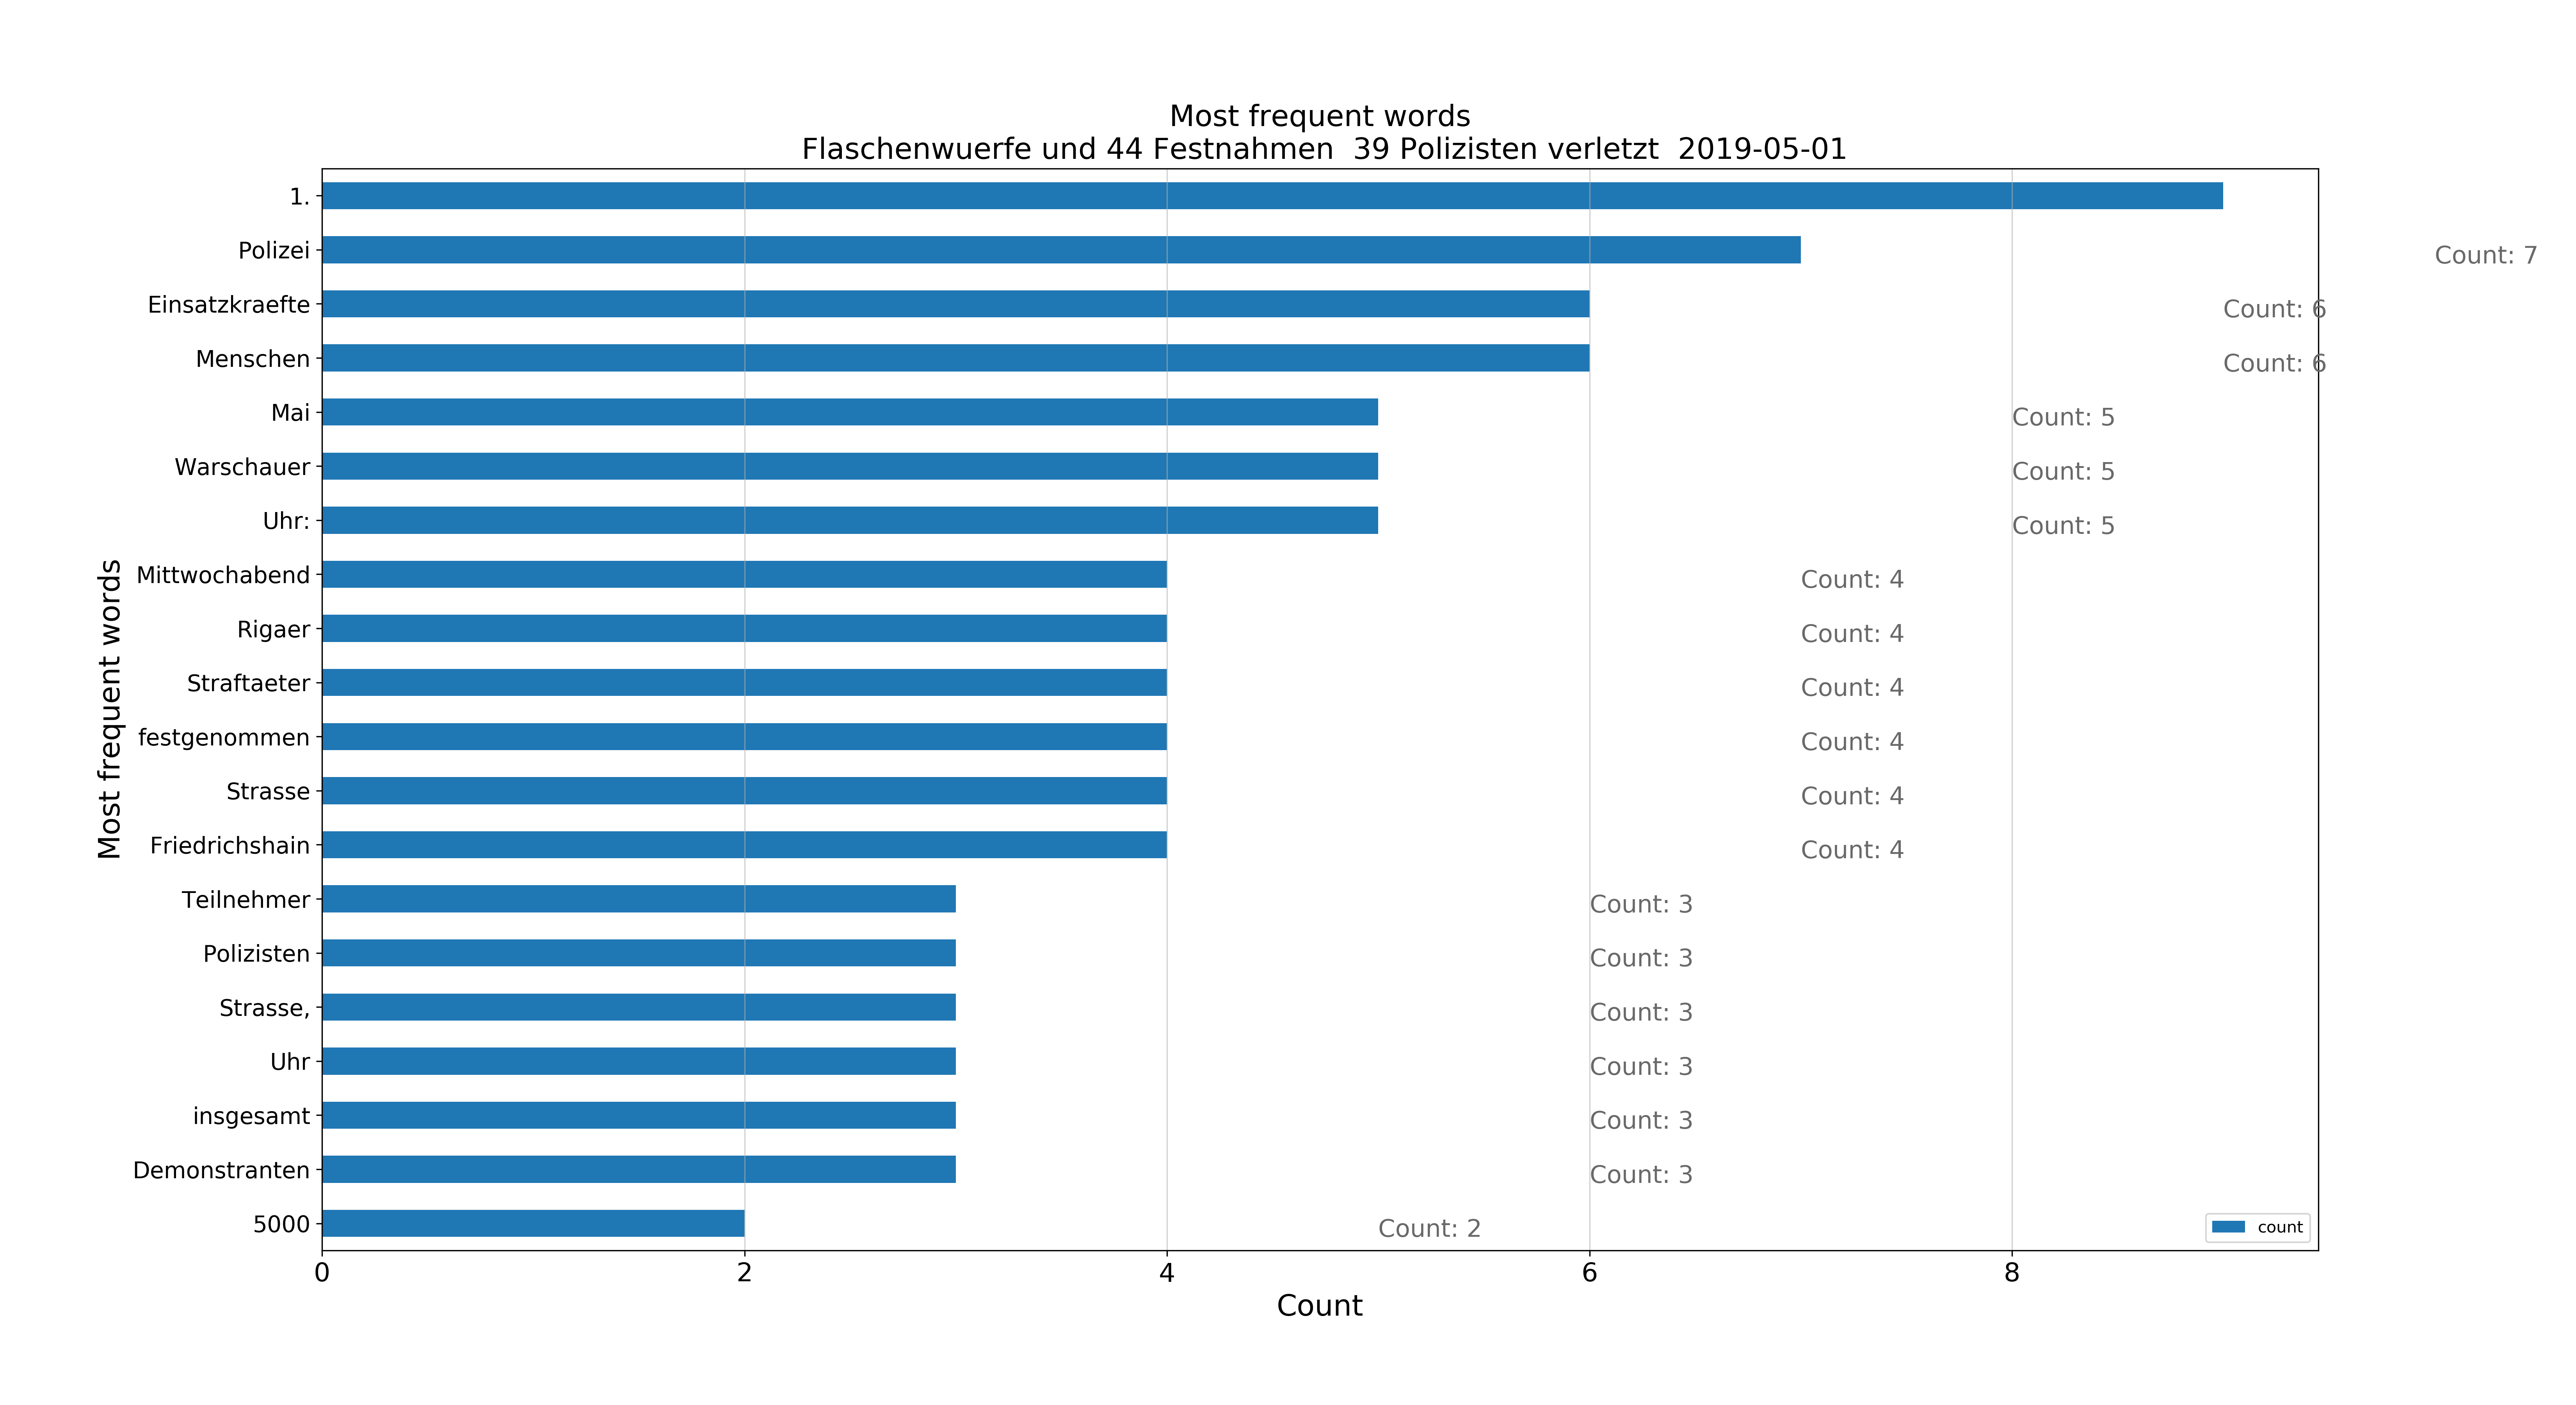 Most frequent words
Flaschenwuerfe und 44 Festnahmen  39 Polizisten verletzt  2019-05-01
1.
Polizei Count: 7
Einsatzkraefte Count: 6
Menschen Count: 6
Mai Count: 5
Warschauer Count: 5
Uhr: Count: 5
Mittwochabend Count: 4
Rigaer Count: 4
Straftaeter Count: 4
festgenommen Count: 4
Strasse Count: 4
Friedrichshain Count: 4
Teilnehmer Count: 3
Polizisten Count: 3
Strasse, Count: 3
Uhr Count: 3
insgesamt Count: 3
Demonstranten Count: 3
5000 Count: 2
Most frequent words
count
0 2 4 6 8
Count